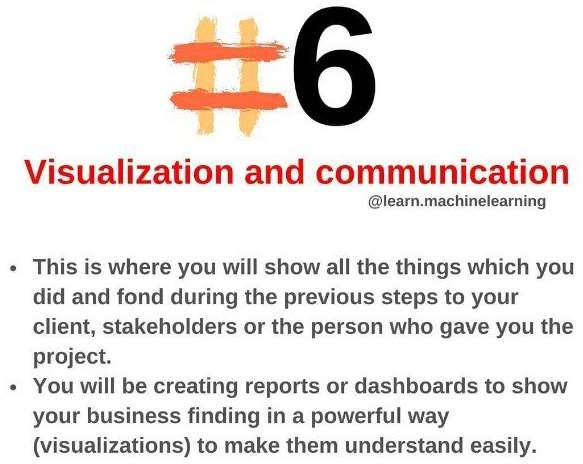 #6
Visualization and communication
@learn.machinelearning
• This is where you will show all the things which you
did and fond during the previous steps to your
client, stakeholders or the person who gave you the
project.
• You will be creating reports or dashboards to show
your business finding in a powerful way
(visualizations) to make them understand easily.